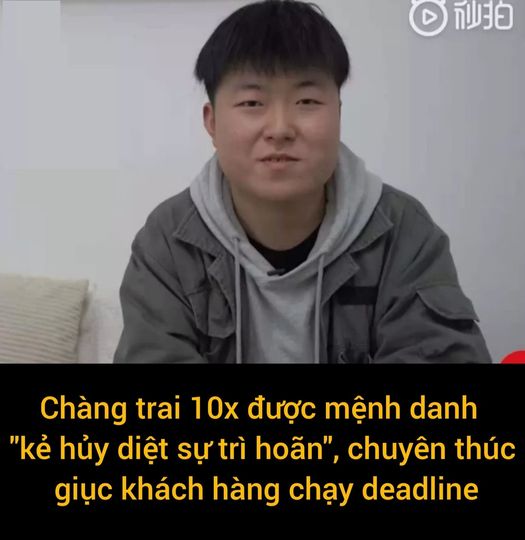 秒拍
Chàng trai 10x được mệnh danh
"kẻ hủy diệt sự trì hoãn", chuyên thúc
giục khách hàng chạy deadline